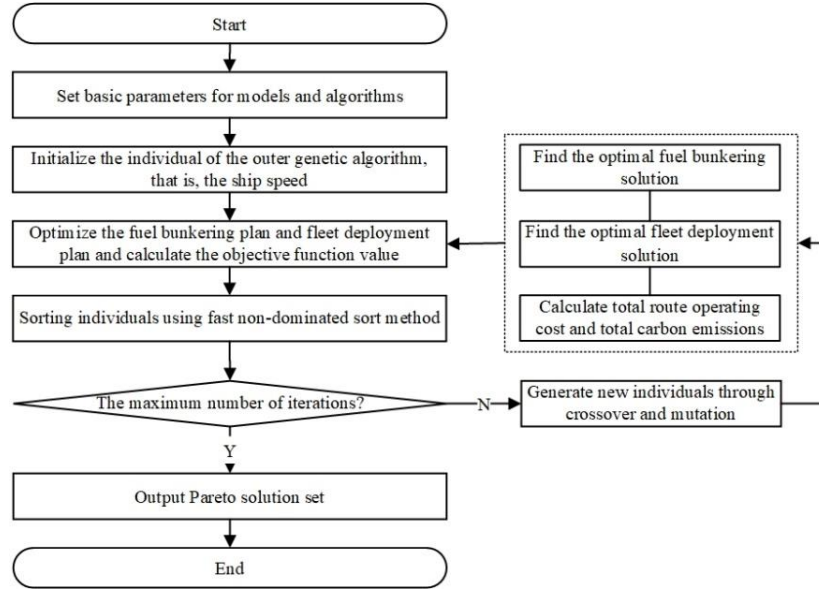 Start
Set basic parameters for models and algorithms
Initialize the individual of the outer genetic algorithm,
that is, the ship speed
Optimize the fuel bunkering plan and fleet deployment
plan and calculate the objective function value
Sorting individuals using fast non-dominated sort method
The maximum number of iterations?
Y
Output Pareto solution set
End
Find the optimal fuel bunkering
solution
Find the optimal fleet deployment
solution
Calculate total route operating
cost and total carbon emissions
N
Generate new individuals through
crossover and mutation